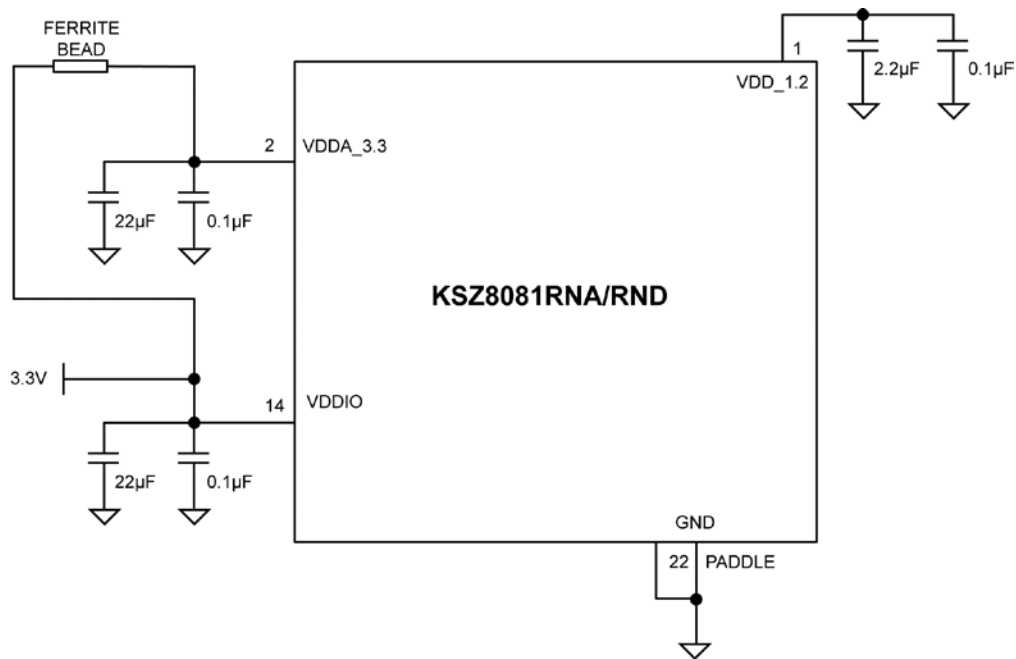 FERRITE
BEAD
1
VDD_1.2
2.2µF
0.1µF
2
VDDA_3.3
22µF
0.1µF
KSZ8081RNA/RND
3.3V
14
VDDIO
22µF
0.1µF
GND
22
PADDLE